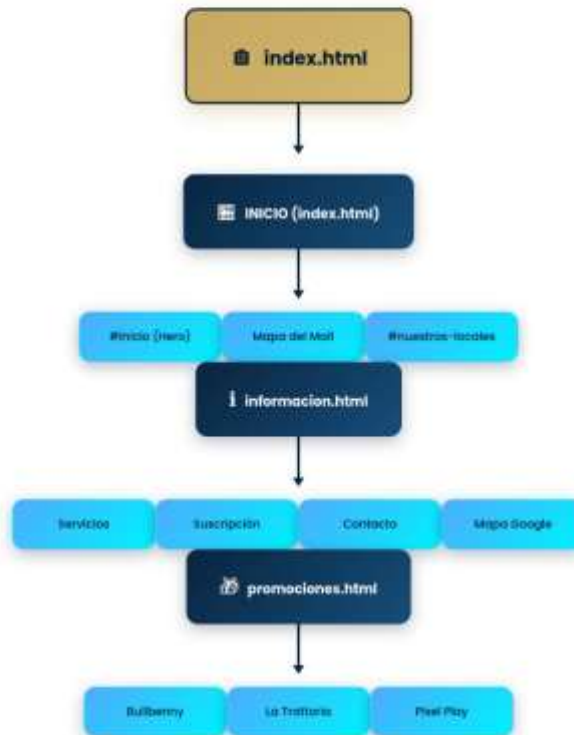 index.html
INICIO (index.html)
#inicio (Hero)
Mapa del Mall
#nuestros-locales
informacion.html
Servicios
Suscripción
Contacto
Mapa Google
promociones.html
Bullbenny
La Trattoria
Pixel Play